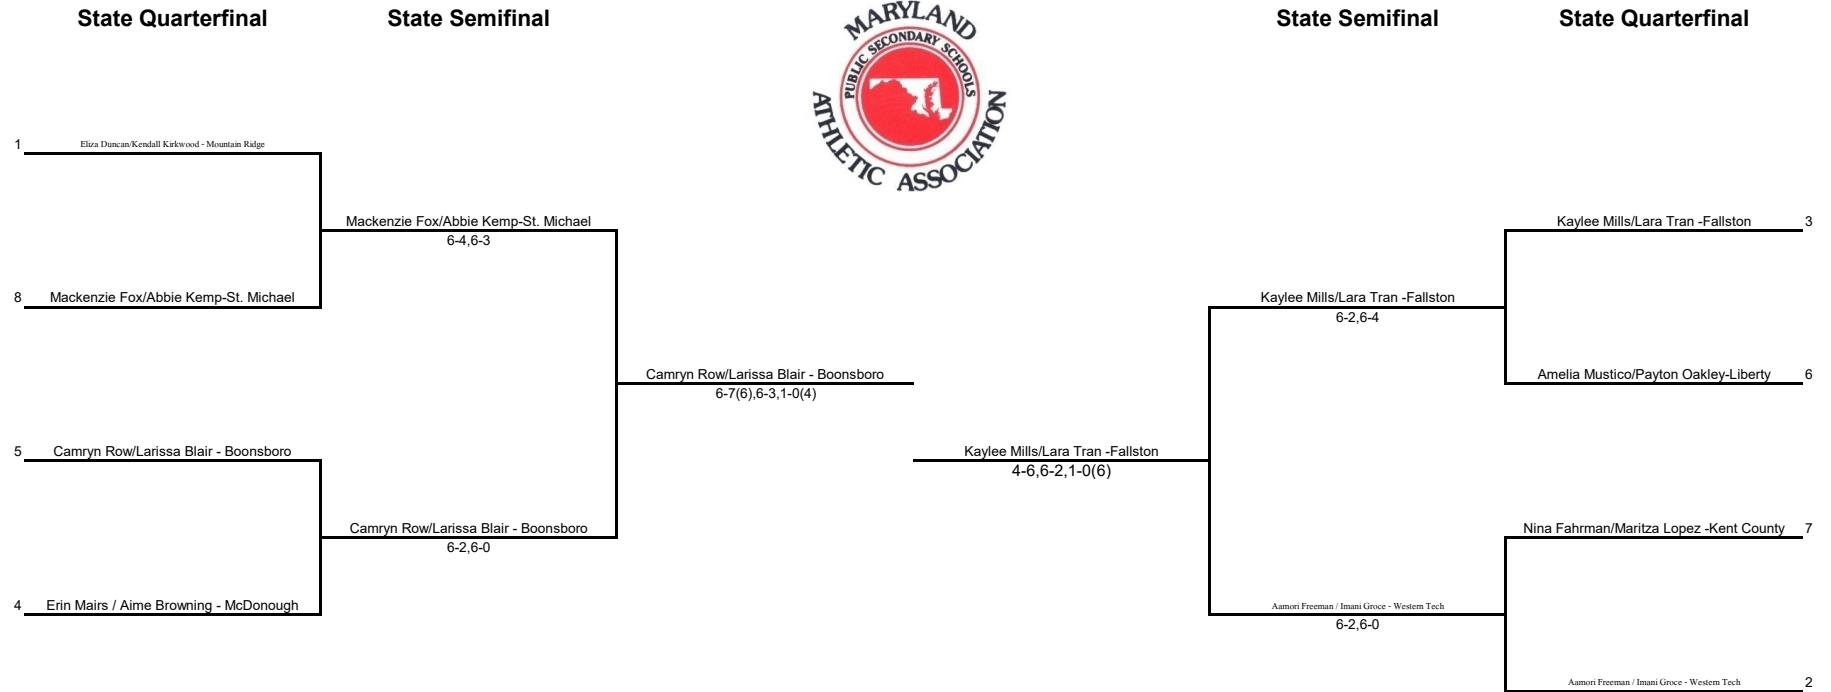 State Quarterfinal
State Semifinal
MARYLAND
PUBLIC SECONDARY SCHOOLS
ATHLETIC ASSOCIATION
State Semifinal
State Quarterfinal
1 Eliza Duncan/Kendall Kirkwood - Mountain Ridge
Mackenzie Fox/Abbie Kemp-St. Michael
6-4,6-3
Kaylee Mills/Lara Tran -Fallston 3
8 Mackenzie Fox/Abbie Kemp-St. Michael
Kaylee Mills/Lara Tran -Fallston
6-2,6-4
Camryn Row/Larissa Blair - Boonsboro
6-7(6),6-3,1-0(4)
Amelia Mustico/Payton Oakley-Liberty 6
5 Camryn Row/Larissa Blair - Boonsboro
Kaylee Mills/Lara Tran -Fallston
4-6,6-2,1-0(6)
Camryn Row/Larissa Blair - Boonsboro
6-2,6-0
Nina Fahrman/Maritza Lopez -Kent County 7
4 Erin Mairs / Aime Browning - McDonough
Aamori Freeman / Imani Groce - Western Tech
6-2,6-0
Aamori Freeman / Imani Groce - Western Tech 2